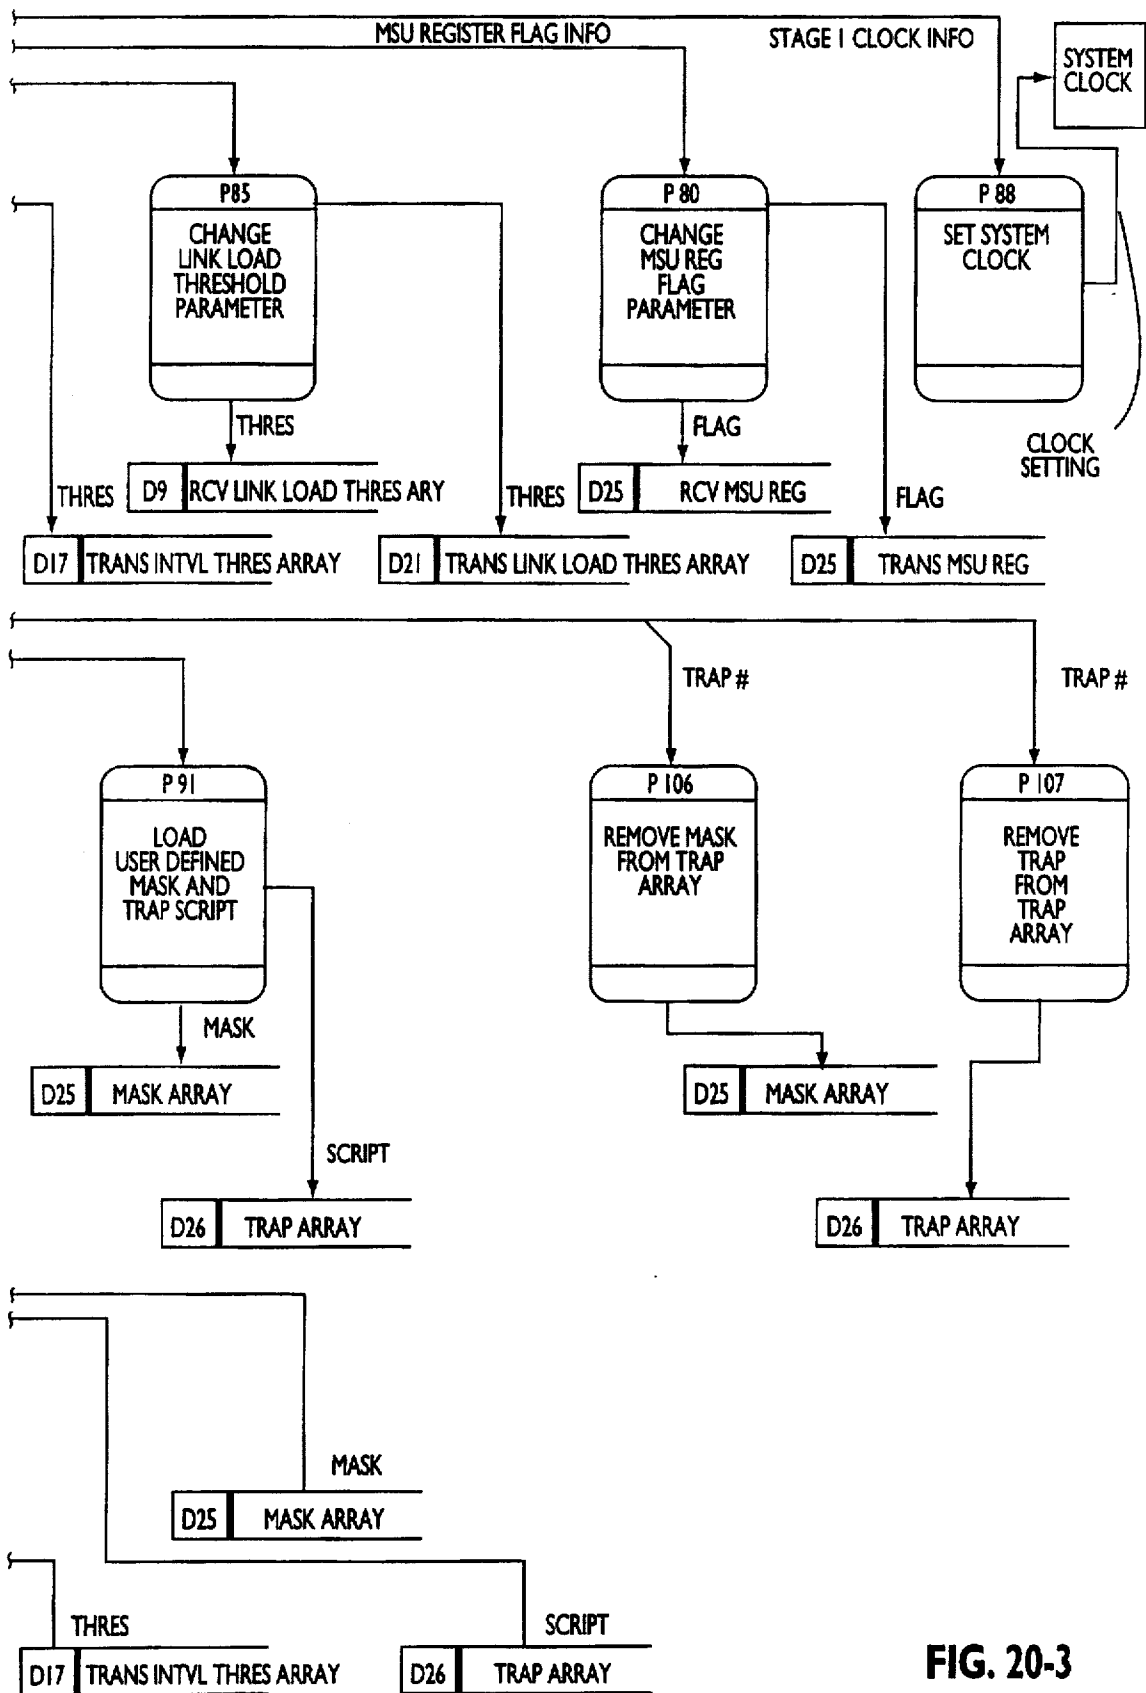 MSU REGISTER FLAG INFO
STAGE 1 CLOCK INFO
SYSTEM
CLOCK
P85
CHANGE
LINK LOAD
THRESHOLD
PARAMETER
P 80
CHANGE
MSU REG
FLAG
PARAMETER
P 88
SET SYSTEM
CLOCK
THRES
FLAG
CLOCK
SETTING
THRES
D9 RCV LINK LOAD THRES ARY
THRES
D25 RCV MSU REG
FLAG
D17 TRANS INTVL THRES ARRAY
D21 TRANS LINK LOAD THRES ARRAY
D25 TRANS MSU REG
TRAP #
TRAP #
P 91
LOAD
USER DEFINED
MASK AND
TRAP SCRIPT
P 106
REMOVE MASK
FROM TRAP
ARRAY
P 107
REMOVE
TRAP
FROM
TRAP
ARRAY
MASK
D25 MASK ARRAY
D25 MASK ARRAY
SCRIPT
D26 TRAP ARRAY
D26 TRAP ARRAY
MASK
D25 MASK ARRAY
THRES
SCRIPT
D17 TRANS INTVL THRES ARRAY
D26 TRAP ARRAY
FIG. 20-3